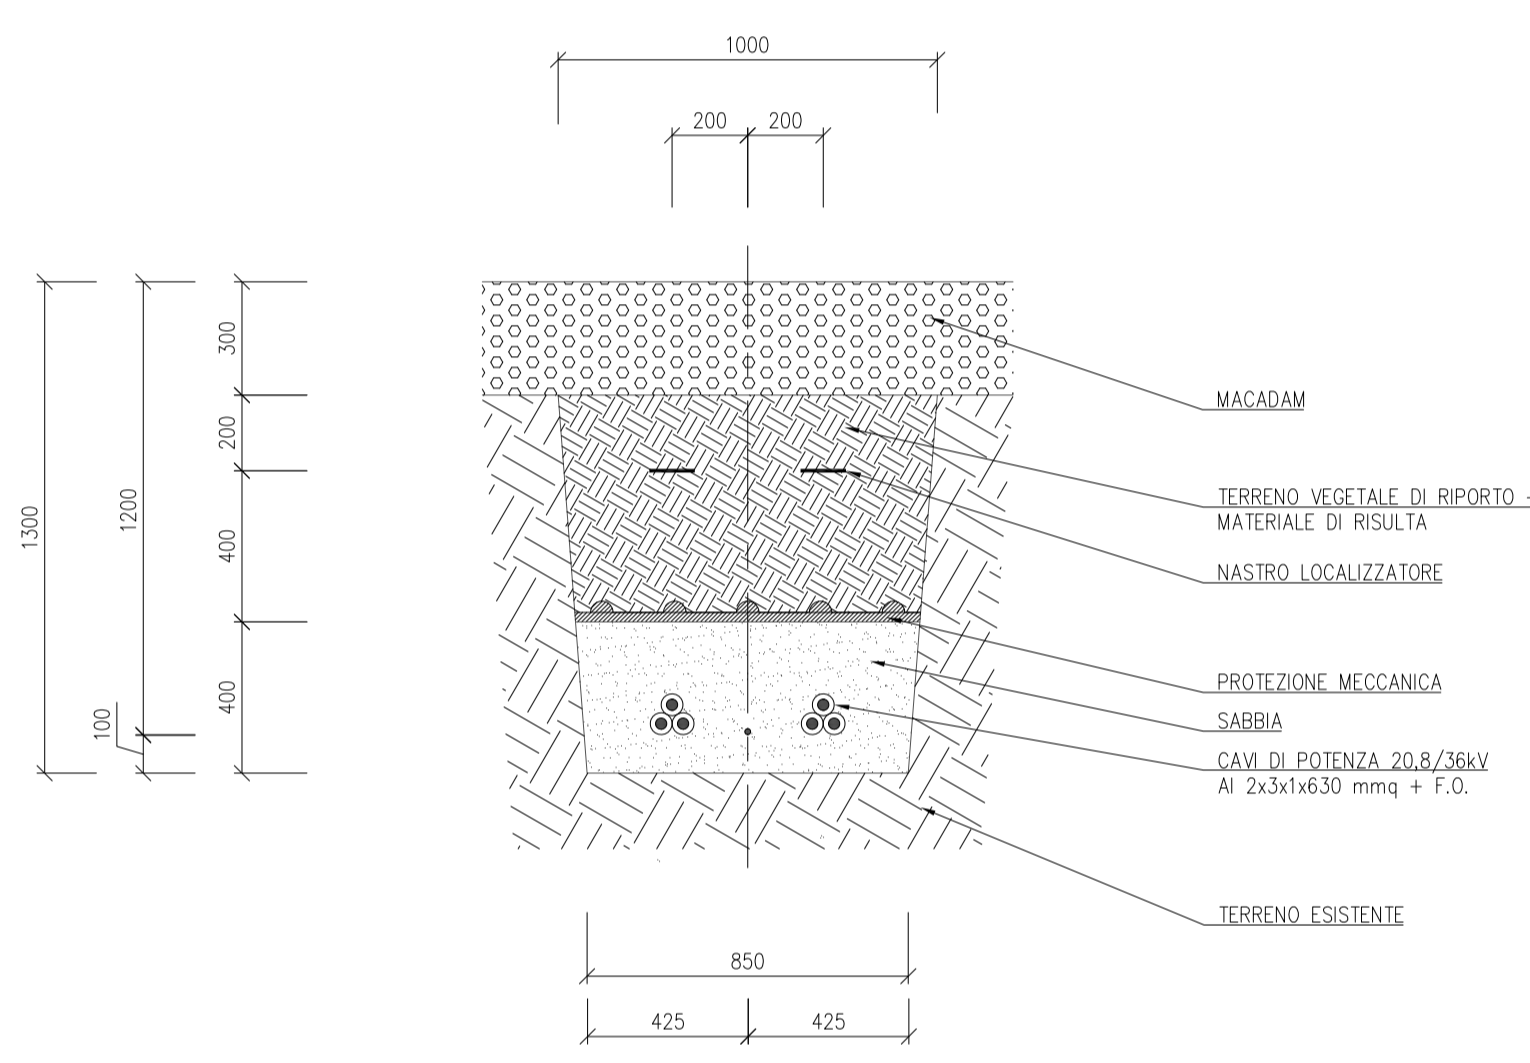 1000
200
200
300
200
400
400
1200
100
1300
MACADAM
TERRENO VEGETALE DI RIPORTO -
MATERIALE DI RISULTA
NASTRO LOCALIZZATORE
PROTEZIONE MECCANICA
SABBIA
CAVI DI POTENZA 20,8/36kV
Al 2x3x1x630 mmq + F.O.
TERRENO ESISTENTE
850
425
425